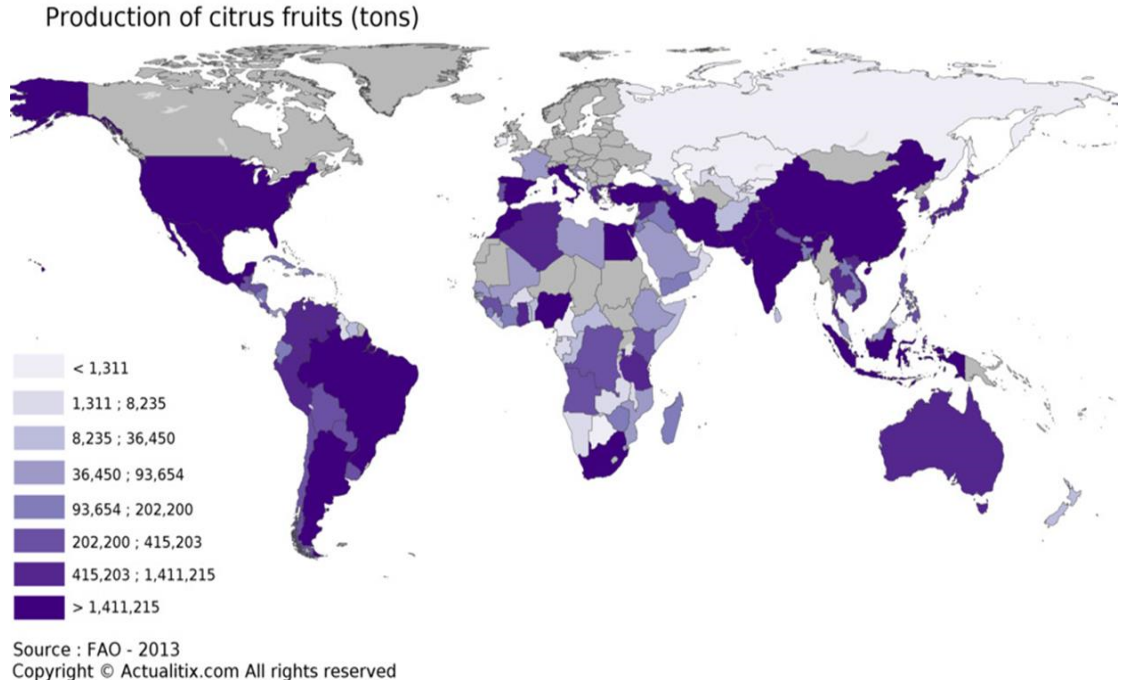 Production of citrus fruits (tons)
< 1,311
1,311 ; 8,235
8,235 ; 36,450
36,450 ; 93,654
93,654 ; 202,200
202,200 ; 415,203
415,203 ; 1,411,215
> 1,411,215
Source : FAO - 2013
Copyright © Actualitix.com All rights reserved